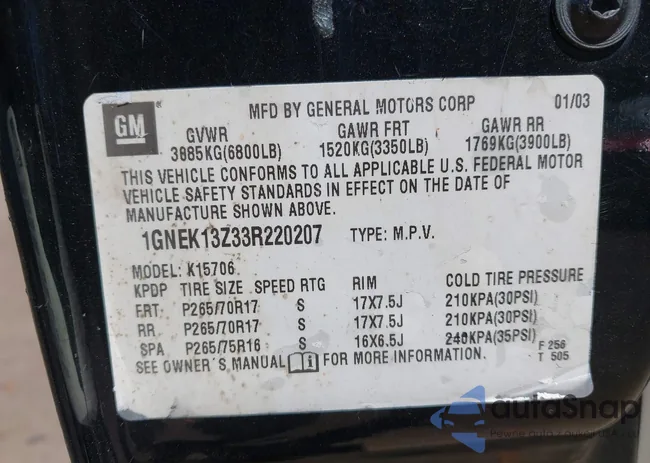 GM
MFD BY GENERAL MOTORS CORP 01/03
GVWR GAWR FRT GAWR RR
3085KG(6800LB) 1520KG(3350LB) 1769KG(3900LB)
THIS VEHICLE CONFORMS TO ALL APPLICABLE U.S. FEDERAL MOTOR
VEHICLE SAFETY STANDARDS IN EFFECT ON THE DATE OF
MANUFACTURE SHOWN ABOVE.
1GNEK13Z33R220207 TYPE: M.P.V.
MODEL: K15706
KPDP TIRE SIZE SPEED RTG RIM COLD TIRE PRESSURE
FRT P265/70R17 S 17X7.5J 210KPA(30PSI)
RR P265/70R17 S 17X7.5J 210KPA(30PSI)
SPA P265/75R16 S 16X6.5J 240KPA(35PSI)
F 256
T 505
SEE OWNER'S MANUAL FOR MORE INFORMATION.
autoSnap